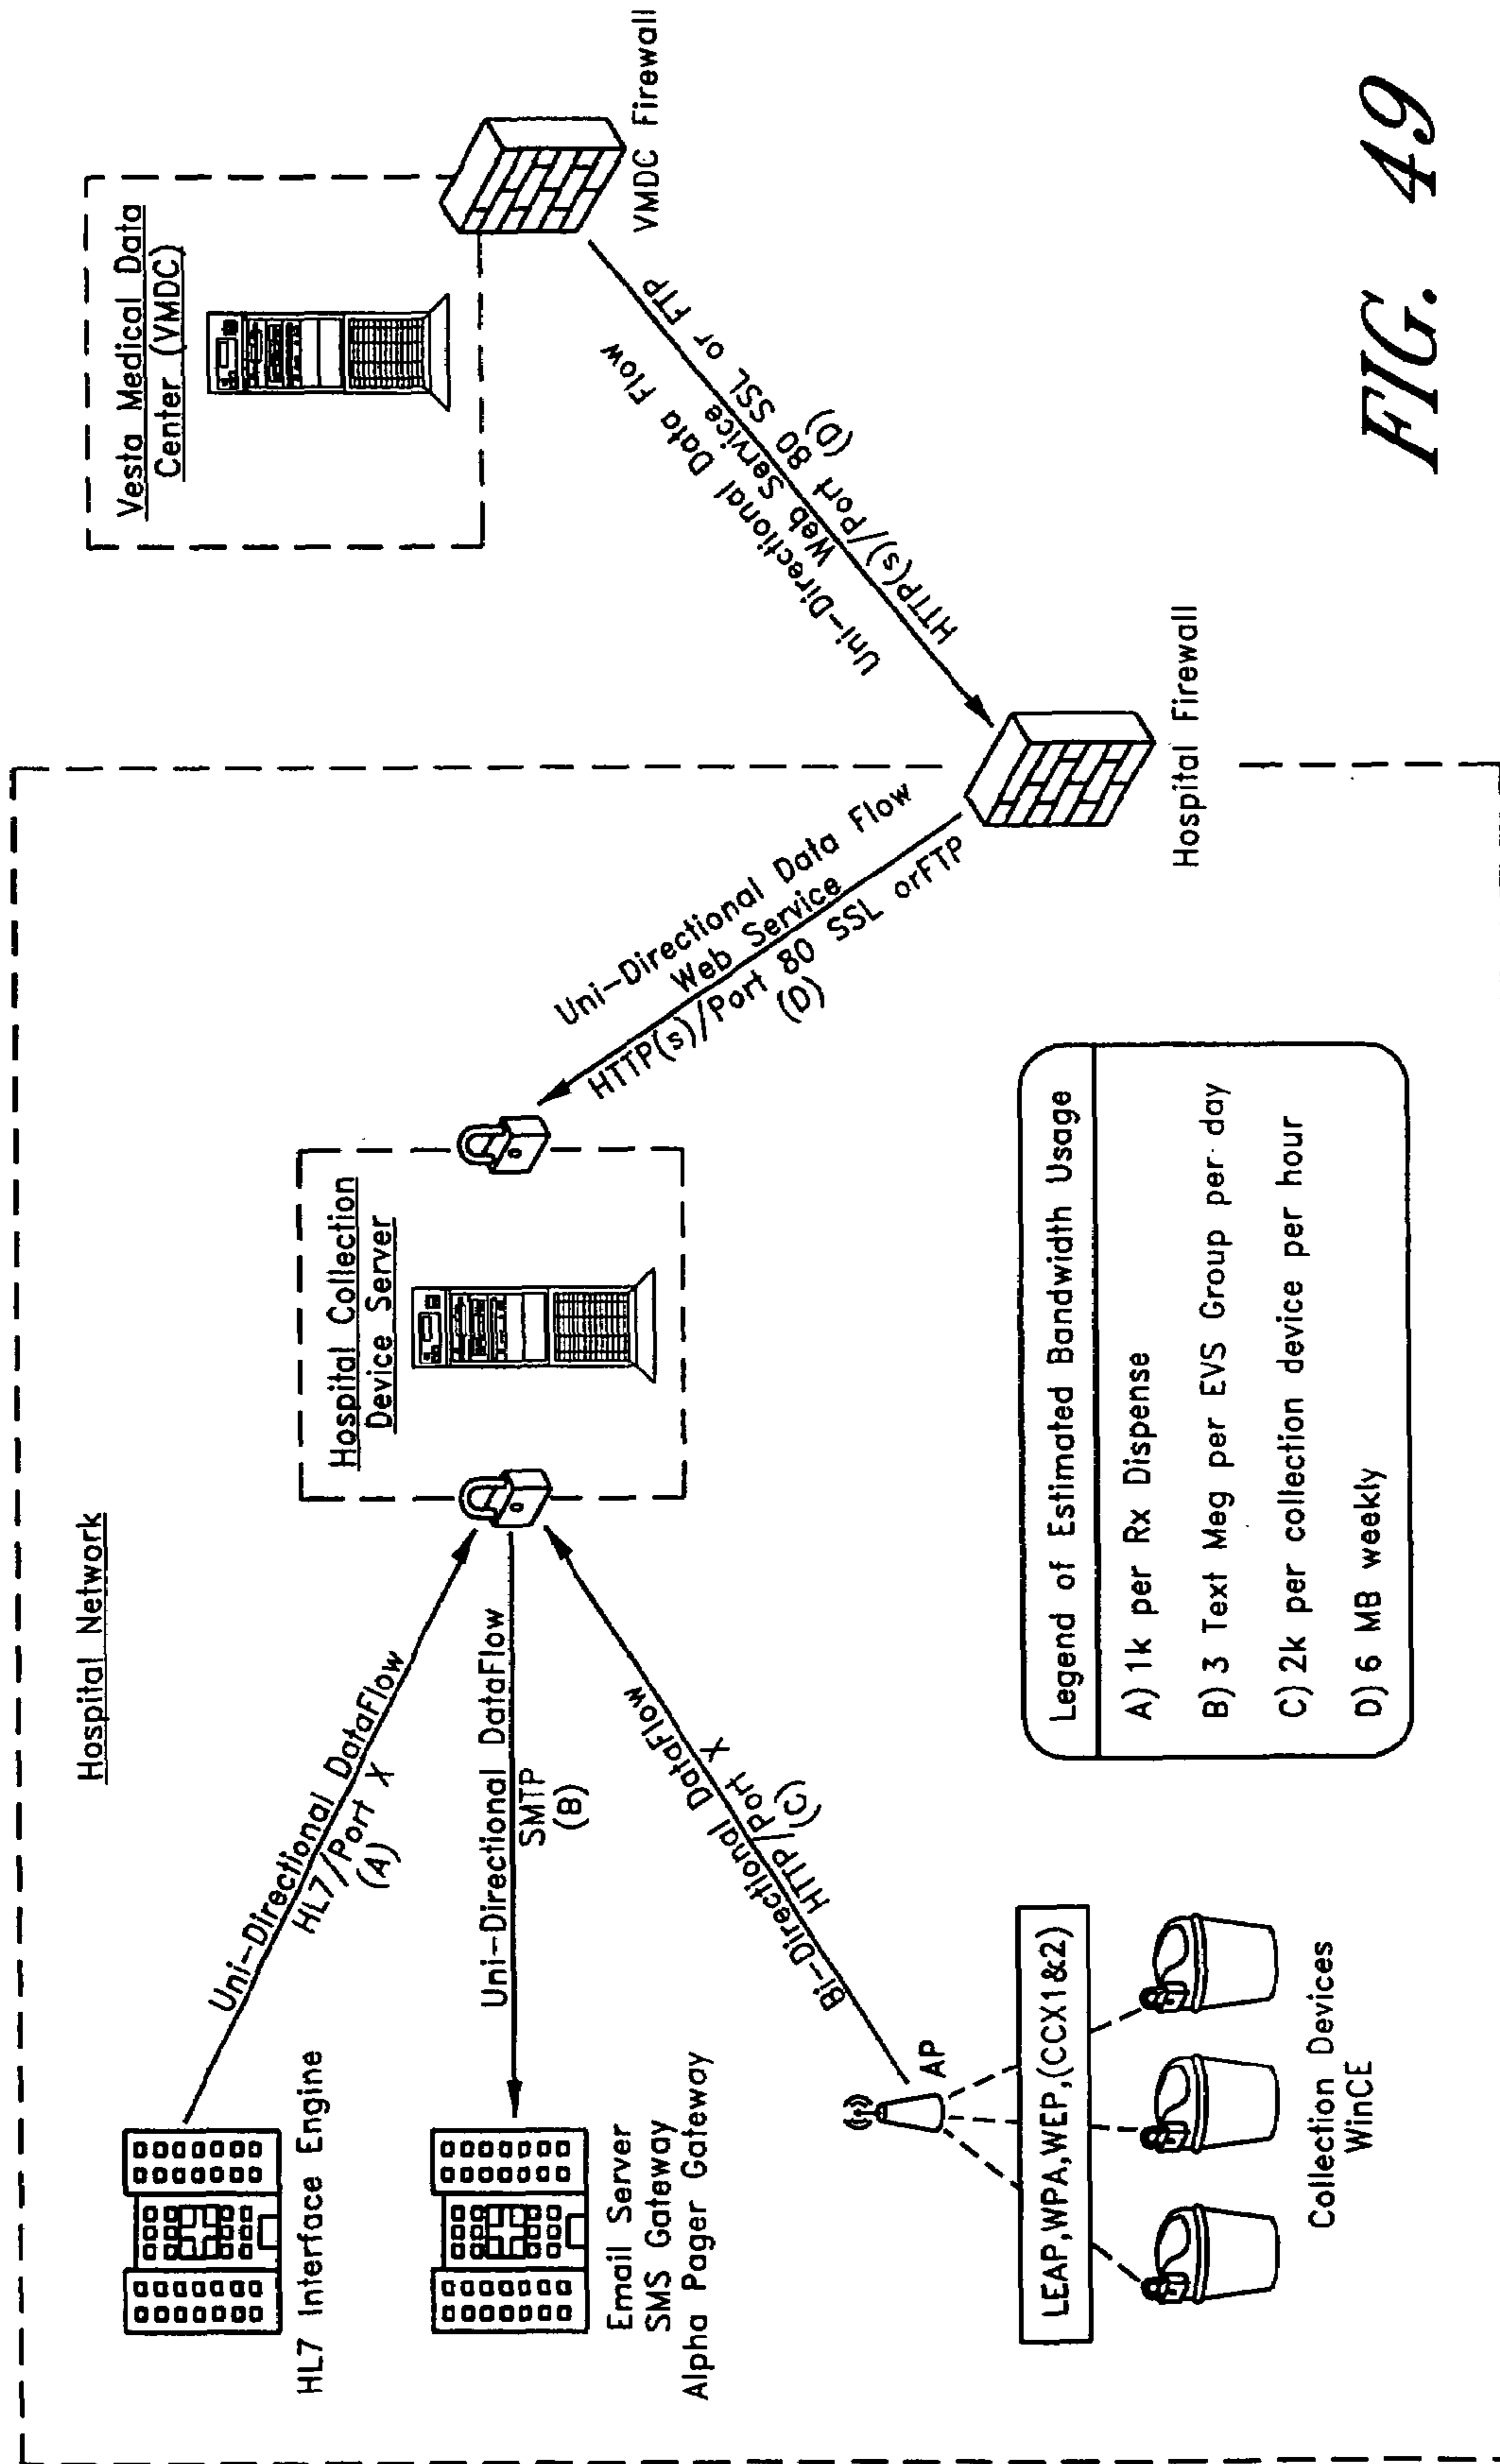 Hospital Network
HL7 Interface Engine
Uni-Directional DataFlow
HL7/Port X
(A)
Email Server
SMS Gateway
Alpha Pager Gateway
Uni-Directional DataFlow
SMTP
(B)
AP
Bi-Directional DataFlow
HTTP/Port X
(C)
LEAP,WPA,WEP,(CCX1&2)
Collection Devices
WinCE
Hospital Collection
Device Server
Uni-Directional Data Flow
Web Service
HTTP(s)/Port 80 SSL orFTP
(D)
Hospital Firewall
Vesta Medical Data
Center (VMDC)
VMDC Firewall
Uni-Directional Data Flow
Web Service
HTTP(s)/Port 80 SSL or FTP
(D)
Legend of Estimated Bandwidth Usage
A) 1k per Rx Dispense
B) 3 Text Meg per EVS Group per day
C) 2k per collection device per hour
D) 6 MB weekly
FIG. 49